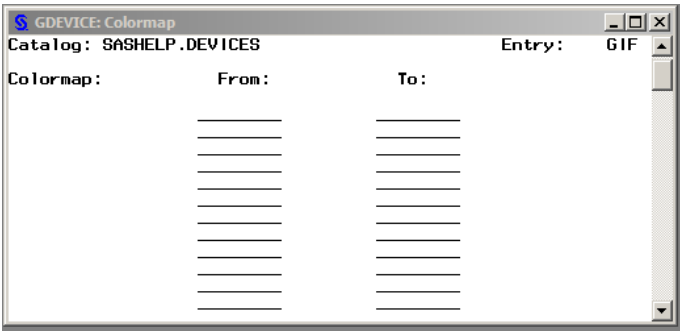 GDEVICE: Colormap
Catalog: SASHELP.DEVICES Entry: GIF
Colormap: From: To: